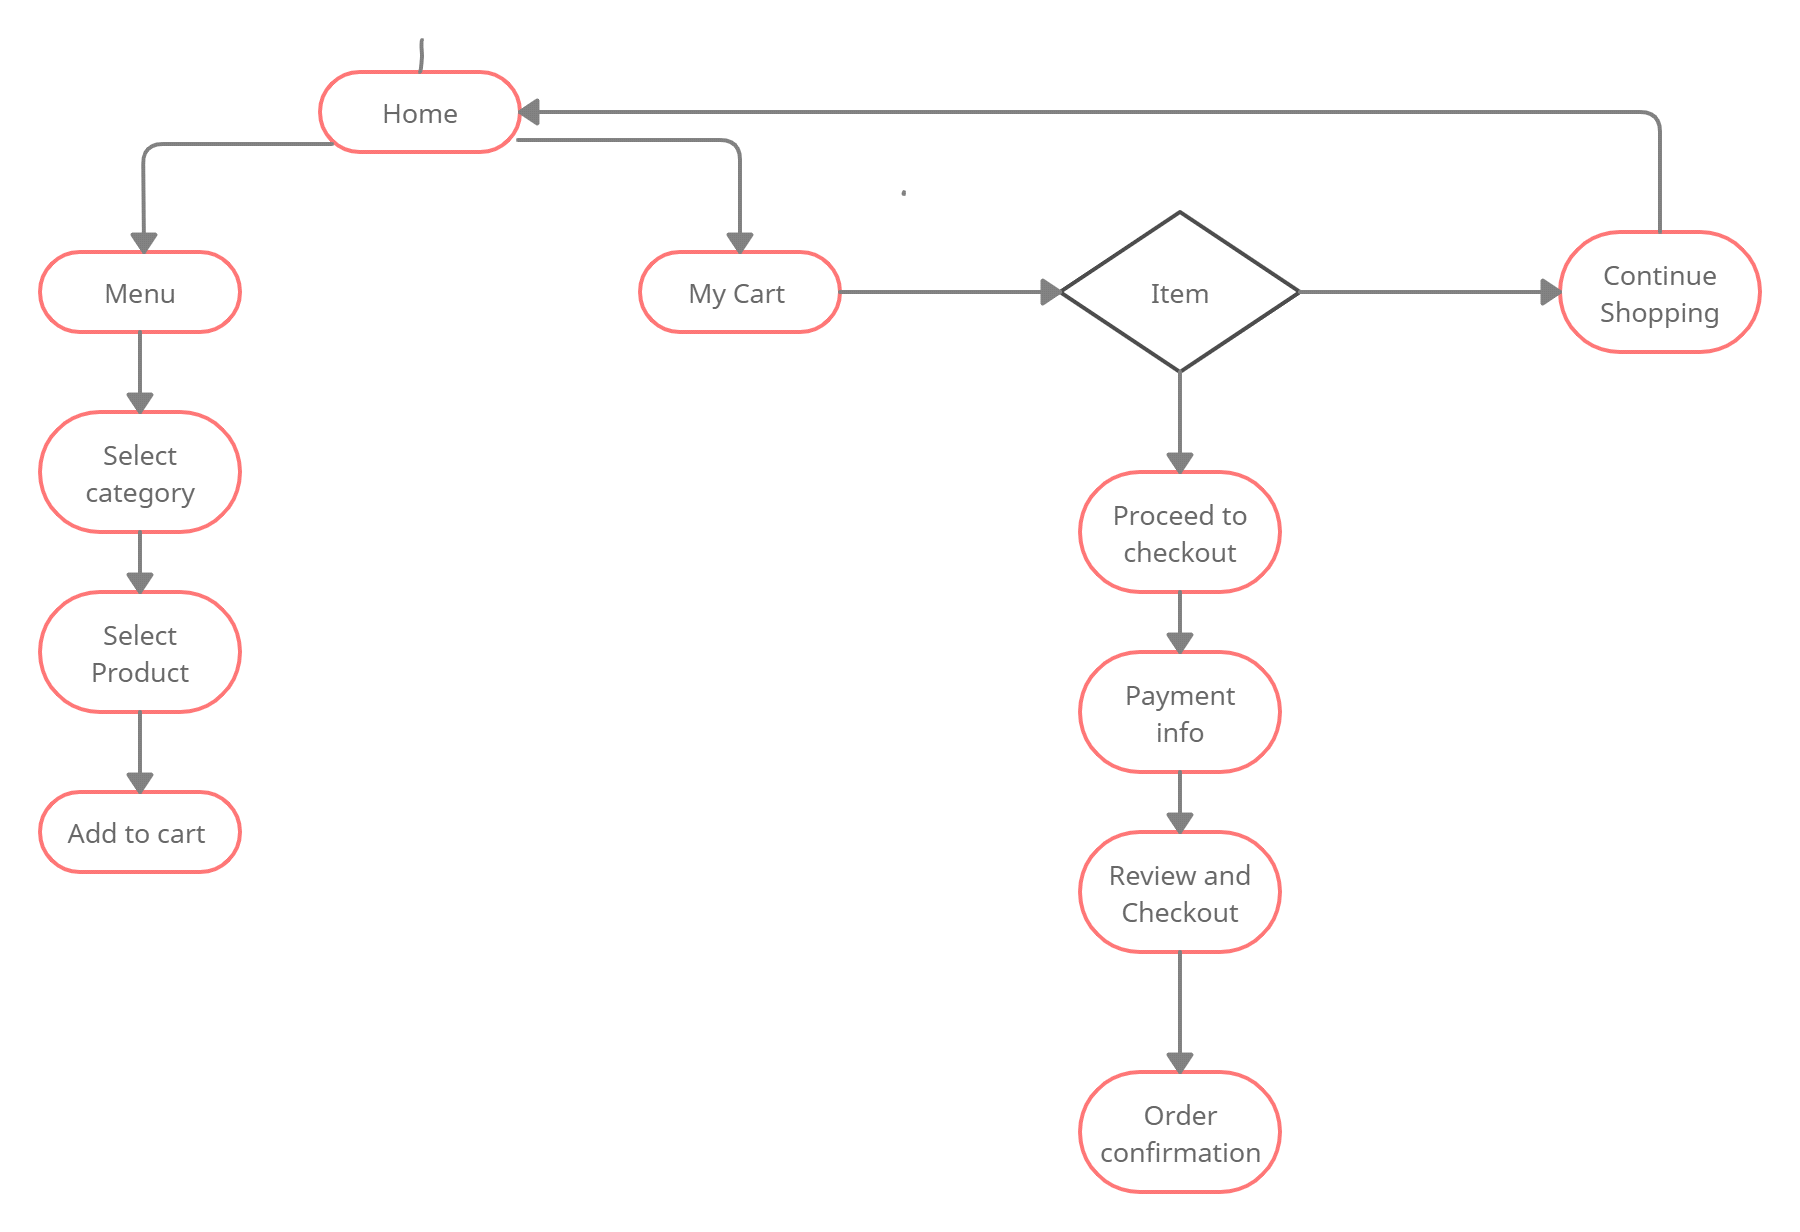 Home
Menu
My Cart
Item
Continue
Shopping
Select
category
Proceed to
checkout
Select
Product
Payment
info
Add to cart
Review and
Checkout
Order
confirmation